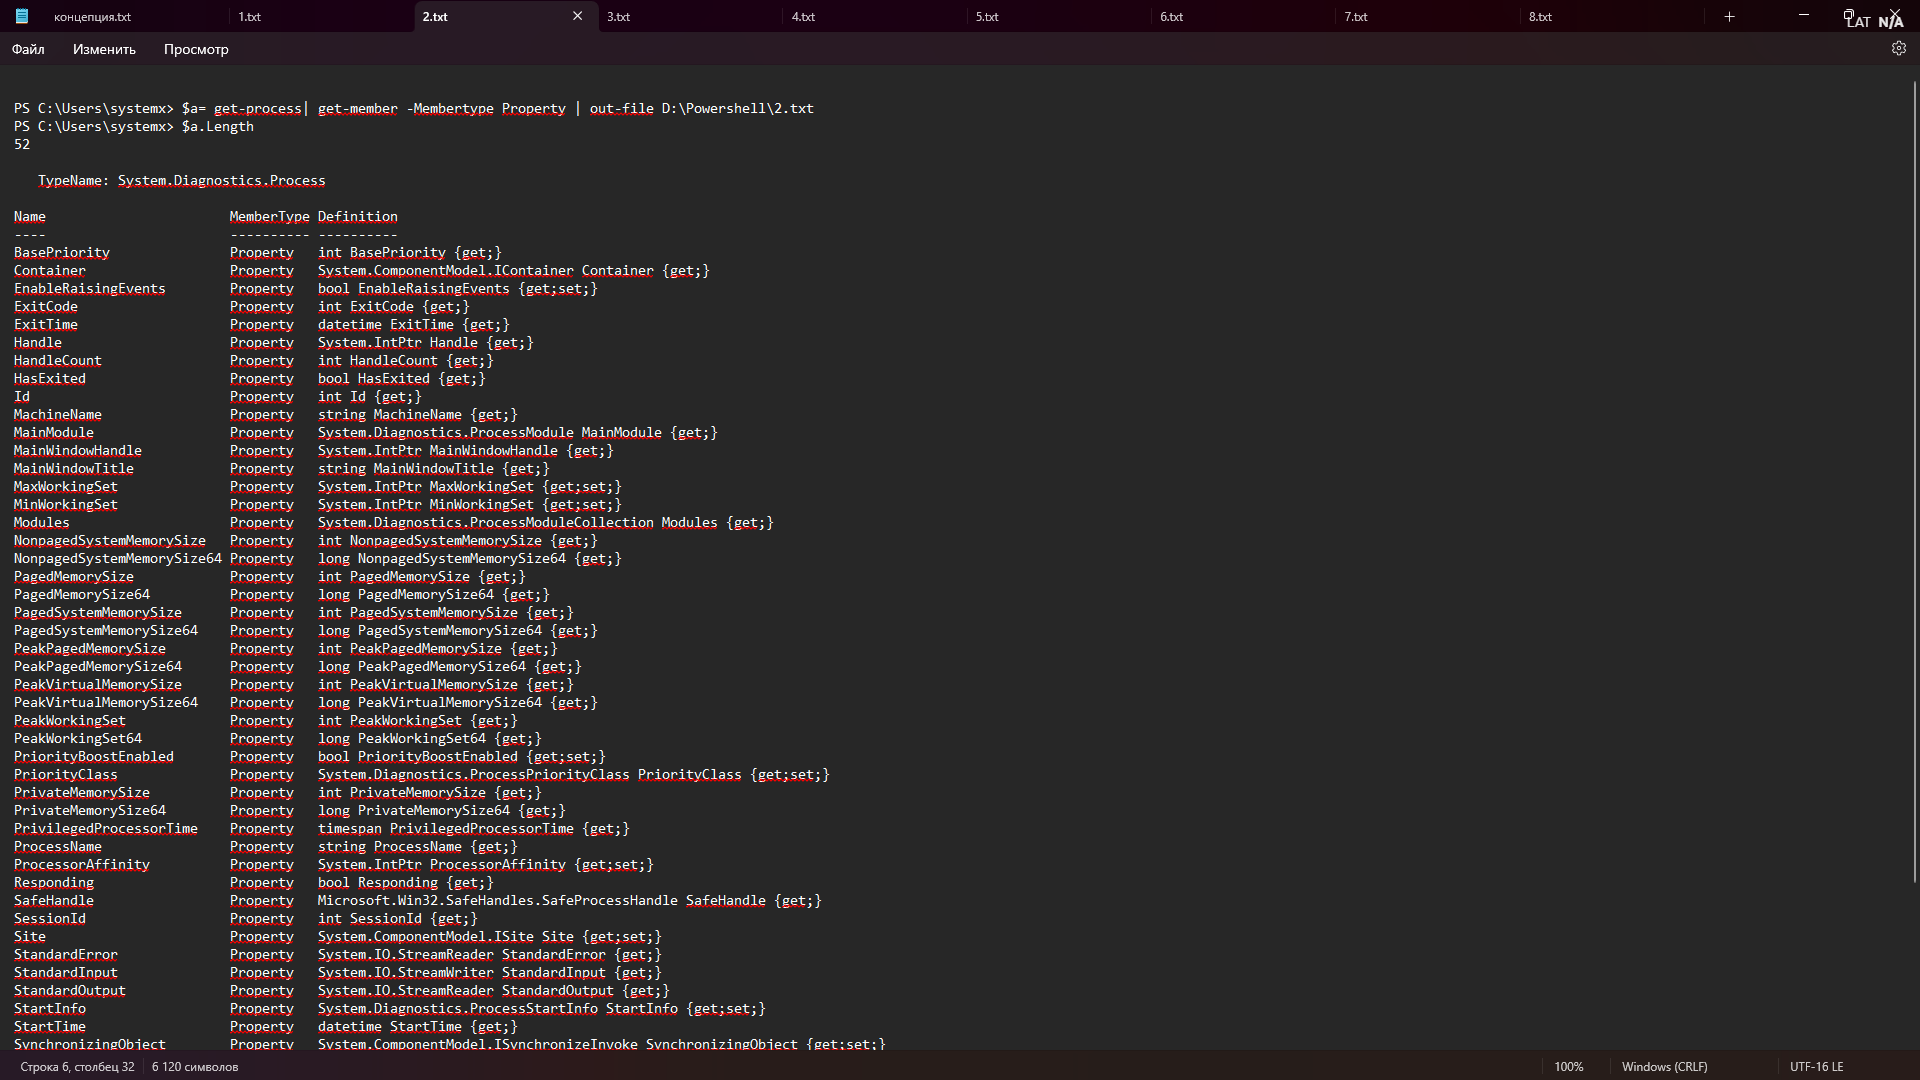 концепция.txt 1.txt 2.txt 3.txt 4.txt 5.txt 6.txt 7.txt 8.txt
LAT N/A
Файл Изменить Просмотр
PS C:\Users\systemx> $a= get-process| get-member -Membertype Property | out-file D:\Powershell\2.txt
PS C:\Users\systemx> $a.Length
52
TypeName: System.Diagnostics.Process
Name MemberType Definition
---- ---------- ----------
BasePriority Property int BasePriority {get;}
Container Property System.ComponentModel.IContainer Container {get;}
EnableRaisingEvents Property bool EnableRaisingEvents {get;set;}
ExitCode Property int ExitCode {get;}
ExitTime Property datetime ExitTime {get;}
Handle Property System.IntPtr Handle {get;}
HandleCount Property int HandleCount {get;}
HasExited Property bool HasExited {get;}
Id Property int Id {get;}
MachineName Property string MachineName {get;}
MainModule Property System.Diagnostics.ProcessModule MainModule {get;}
MainWindowHandle Property System.IntPtr MainWindowHandle {get;}
MainWindowTitle Property string MainWindowTitle {get;}
MaxWorkingSet Property System.IntPtr MaxWorkingSet {get;set;}
MinWorkingSet Property System.IntPtr MinWorkingSet {get;set;}
Modules Property System.Diagnostics.ProcessModuleCollection Modules {get;}
NonpagedSystemMemorySize Property int NonpagedSystemMemorySize {get;}
NonpagedSystemMemorySize64 Property long NonpagedSystemMemorySize64 {get;}
PagedMemorySize Property int PagedMemorySize {get;}
PagedMemorySize64 Property long PagedMemorySize64 {get;}
PagedSystemMemorySize Property int PagedSystemMemorySize {get;}
PagedSystemMemorySize64 Property long PagedSystemMemorySize64 {get;}
PeakPagedMemorySize Property int PeakPagedMemorySize {get;}
PeakPagedMemorySize64 Property long PeakPagedMemorySize64 {get;}
PeakVirtualMemorySize Property int PeakVirtualMemorySize {get;}
PeakVirtualMemorySize64 Property long PeakVirtualMemorySize64 {get;}
PeakWorkingSet Property int PeakWorkingSet {get;}
PeakWorkingSet64 Property long PeakWorkingSet64 {get;}
PriorityBoostEnabled Property bool PriorityBoostEnabled {get;set;}
PriorityClass Property System.Diagnostics.ProcessPriorityClass PriorityClass {get;set;}
PrivateMemorySize Property int PrivateMemorySize {get;}
PrivateMemorySize64 Property long PrivateMemorySize64 {get;}
PrivilegedProcessorTime Property timespan PrivilegedProcessorTime {get;}
ProcessName Property string ProcessName {get;}
ProcessorAffinity Property System.IntPtr ProcessorAffinity {get;set;}
Responding Property bool Responding {get;}
SafeHandle Property Microsoft.Win32.SafeHandles.SafeProcessHandle SafeHandle {get;}
SessionId Property int SessionId {get;}
Site Property System.ComponentModel.ISite Site {get;set;}
StandardError Property System.IO.StreamReader StandardError {get;}
StandardInput Property System.IO.StreamWriter StandardInput {get;}
StandardOutput Property System.IO.StreamReader StandardOutput {get;}
StartInfo Property System.Diagnostics.ProcessStartInfo StartInfo {get;set;}
StartTime Property datetime StartTime {get;}
SynchronizingObject Property System.ComponentModel.ISynchronizeInvoke SynchronizingObject {get;set;}
Строка 6, столбец 32 6 120 символов 100% Windows (CRLF) UTF-16 LE